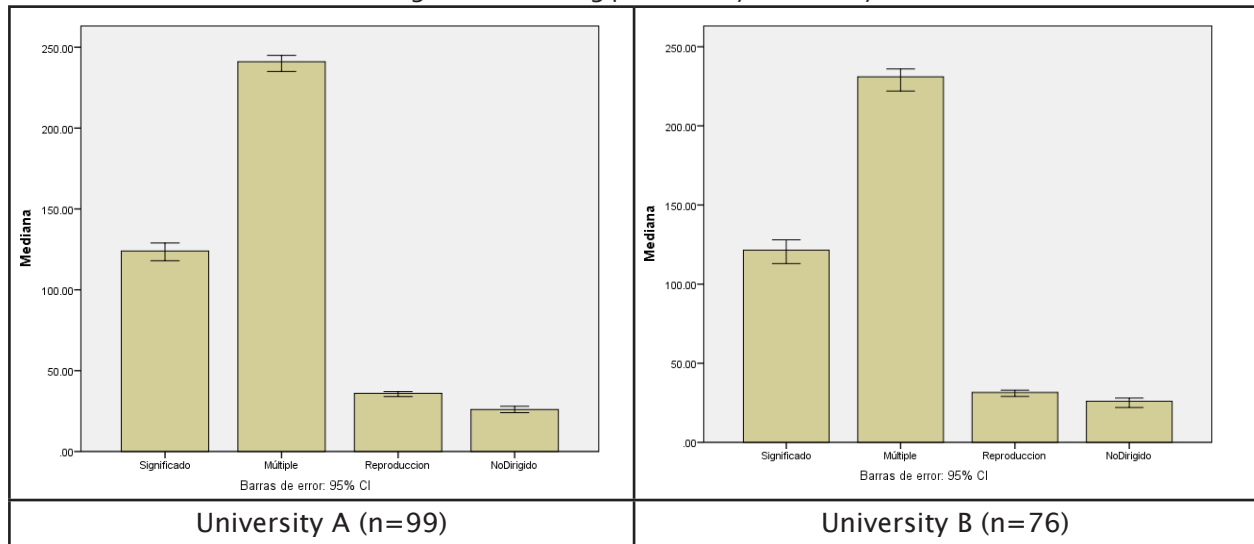 250.00
200.00
150.00
100.00
50.00
.00
Mediana
Significado
Múltiple
Reproduccion
NoDirigido
Barras de error: 95% CI
University A (n=99)
250.00
200.00
150.00
100.00
50.00
.00
Mediana
Significado
Múltiple
Reproduccion
NoDirigido
Barras de error: 95% CI
University B (n=76)